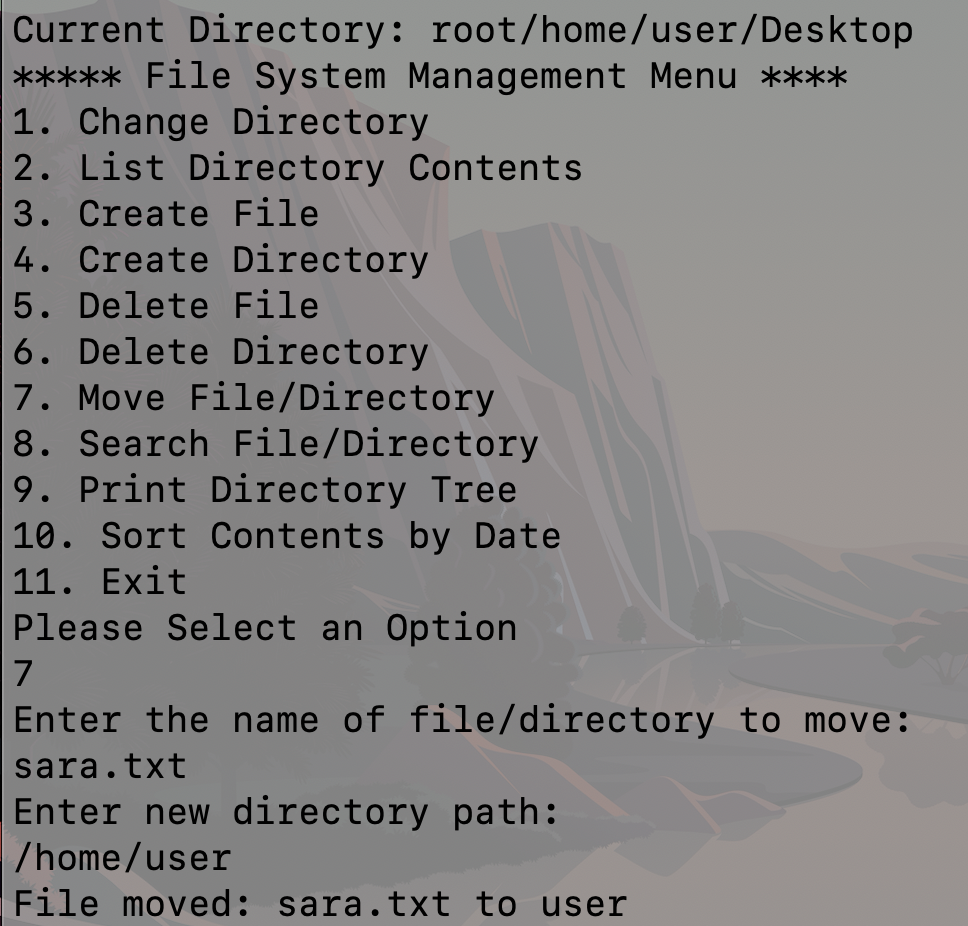 Current Directory: root/home/user/Desktop
***** File System Management Menu ****
1. Change Directory
2. List Directory Contents
3. Create File
4. Create Directory
5. Delete File
6. Delete Directory
7. Move File/Directory
8. Search File/Directory
9. Print Directory Tree
10. Sort Contents by Date
11. Exit
Please Select an Option
7
Enter the name of file/directory to move:
sara.txt
Enter new directory path:
/home/user
File moved: sara.txt to user